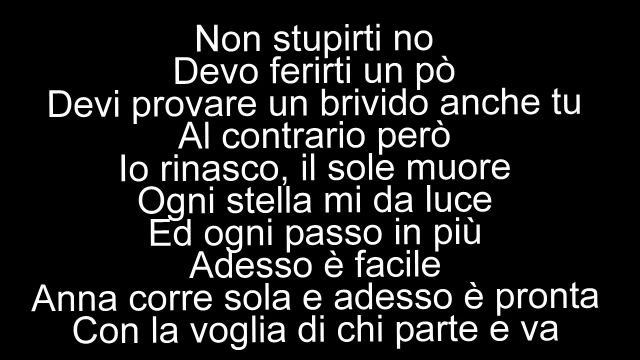 Non stupirti no
Devo ferirti un pò
Devi provare un brivido anche tu
Al contrario però
Io rinasco, il sole muore
Ogni stella mi da luce
Ed ogni passo in più
Adesso è facile
Anna corre sola e adesso è pronta
Con la voglia di chi parte e va